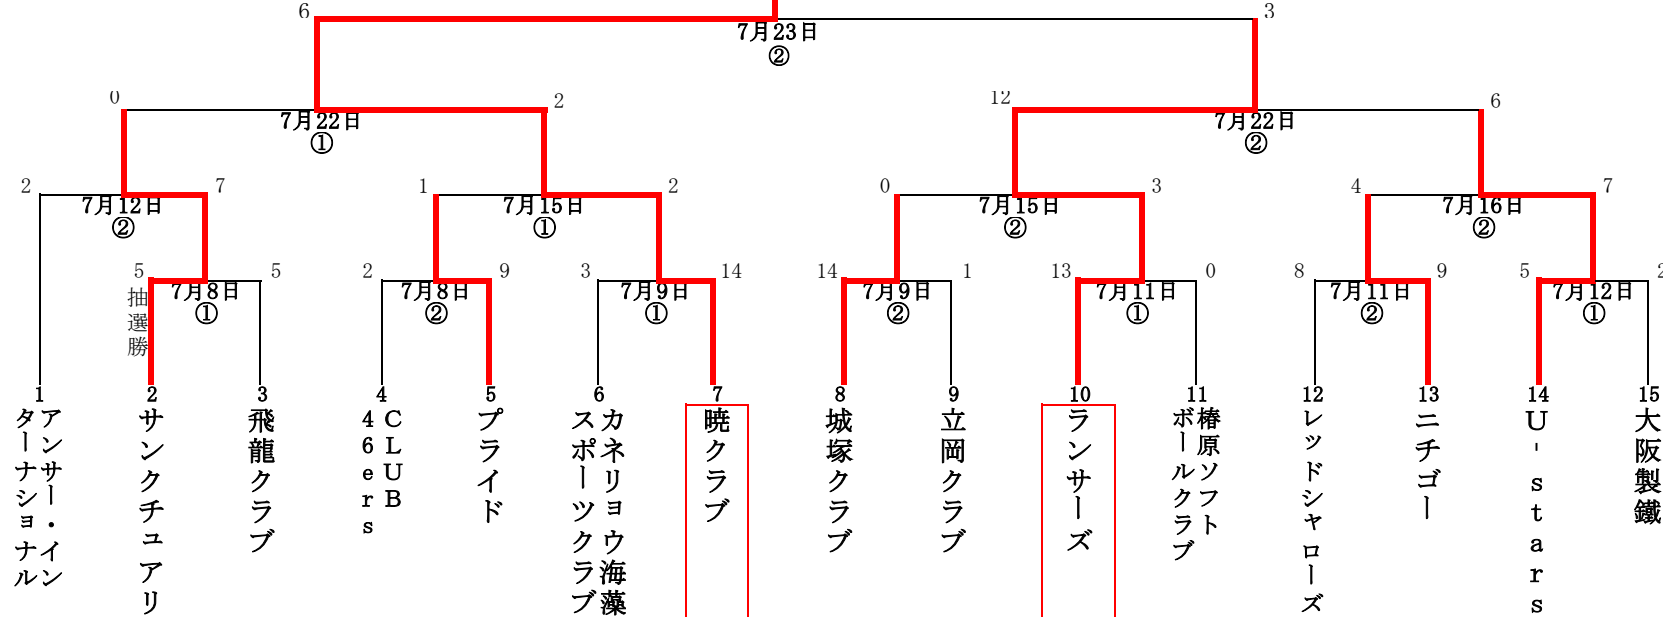 6
3
7月23日
②
0
2
12
6
7月22日
①
7月22日
②
2
7
1
2
0
3
4
7
7月12日
②
7月15日
①
7月15日
②
7月16日
②
5
5
2
9
3
14
14
1
13
0
8
9
5
2
抽選勝
7月8日
①
7月8日
②
7月9日
①
7月9日
②
7月11日
①
7月11日
②
7月12日
①
1
アンサー・イン
ターナショナル
2
サンクチュアリ
3
飛龍クラブ
4
CLUB
46ers
5
プライド
6
カネリョウ海藻
スポーツクラブ
7
暁クラブ
8
城塚クラブ
9
立岡クラブ
10
ランサーズ
11
椿原ソフト
ボールクラブ
12
レッドシャローズ
13
ニチゴー
14
U-stars
15
大阪製鐵